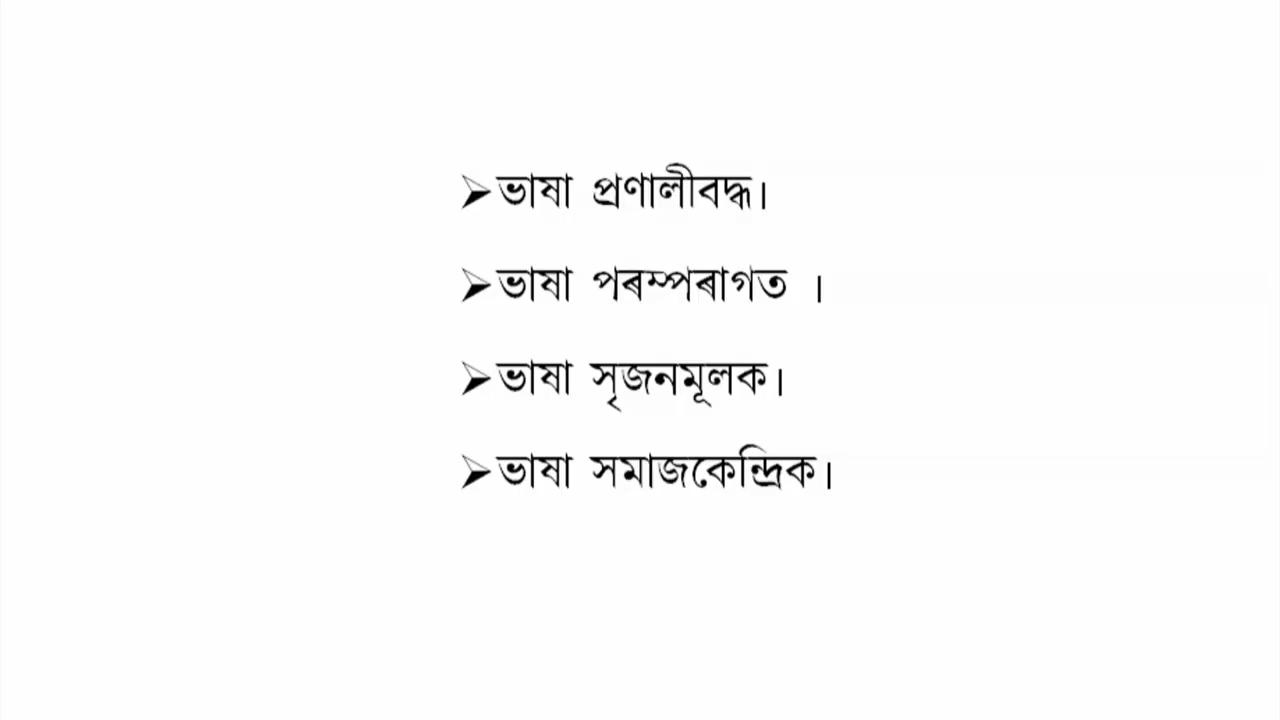 ➢ভাষা প্ৰণালীবদ্ধ।
➢ভাষা পৰম্পৰাগত ।
➢ভাষা সৃজনমূলক।
➢ভাষা সমাজকেন্দ্ৰিক।